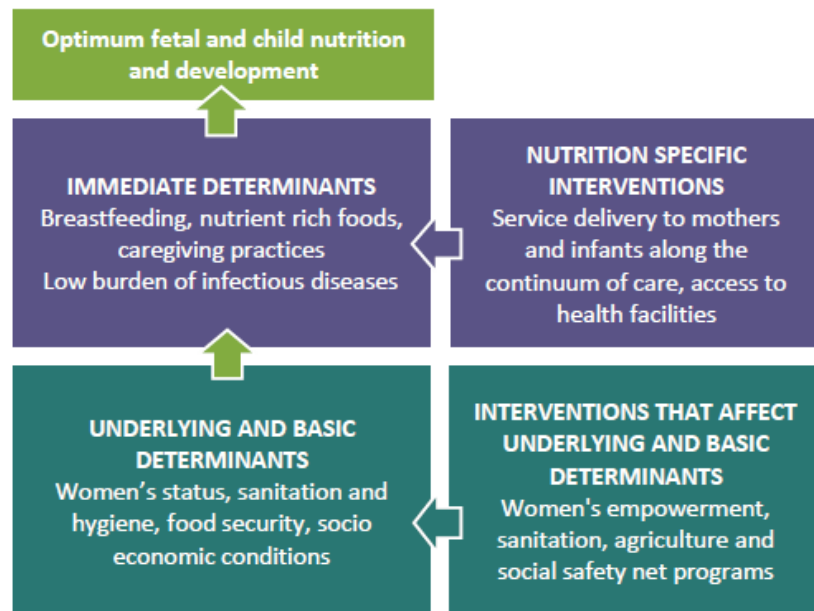 Optimum fetal and child nutrition
and development
IMMEDIATE DETERMINANTS
Breastfeeding, nutrient rich foods,
caregiving practices
Low burden of infectious diseases
NUTRITION SPECIFIC
INTERVENTIONS
Service delivery to mothers
and infants along the
continuum of care, access to
health facilities
UNDERLYING AND BASIC
DETERMINANTS
Women’s status, sanitation and
hygiene, food security, socio
economic conditions
INTERVENTIONS THAT AFFECT
UNDERLYING AND BASIC
DETERMINANTS
Women's empowerment,
sanitation, agriculture and
social safety net programs